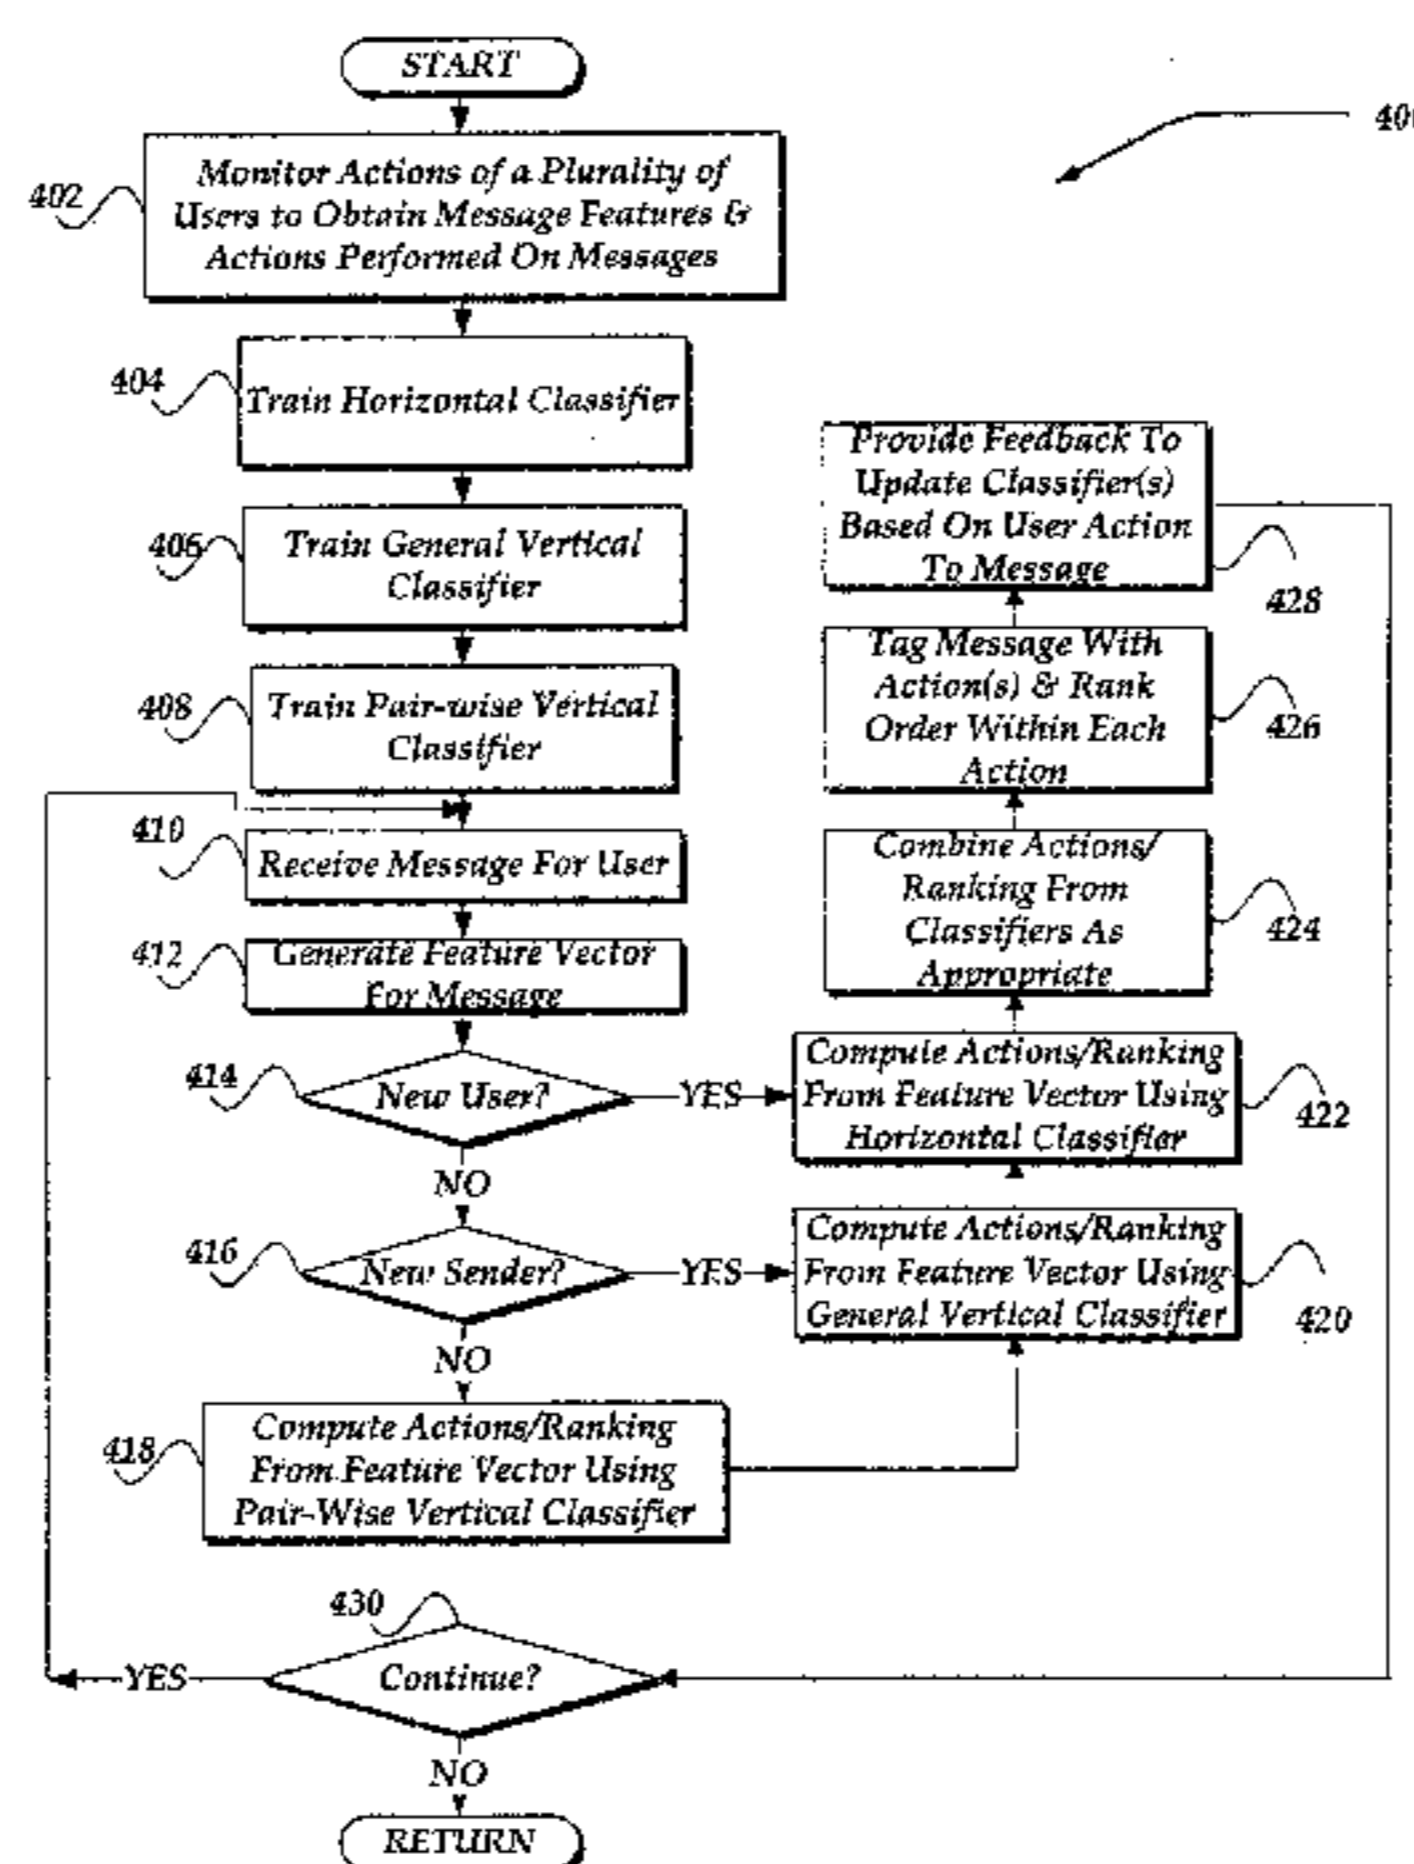 START
402
Monitor Actions of a Plurality of
Users to Obtain Message Features &
Actions Performed On Messages
404
Train Horizontal Classifier
406
Train General Vertical
Classifier
408
Train Pair-wise Vertical
Classifier
410
Receive Message For User
412
Generate Feature Vector
For Message
414
New User?
YES
NO
416
New Sender?
YES
NO
418
Compute Actions/Ranking
From Feature Vector Using
Pair-Wise Vertical Classifier
Compute Actions/Ranking
From Feature Vector Using
General Vertical Classifier
420
Compute Actions/Ranking
From Feature Vector Using
Horizontal Classifier
422
Combine Actions/
Ranking From
Classifiers As
Appropriate
424
Tag Message With
Action(s) & Rank
Order Within Each
Action
426
Provide Feedback To
Update Classifier(s)
Based On User Action
To Message
428
430
Continue?
YES
NO
RETURN